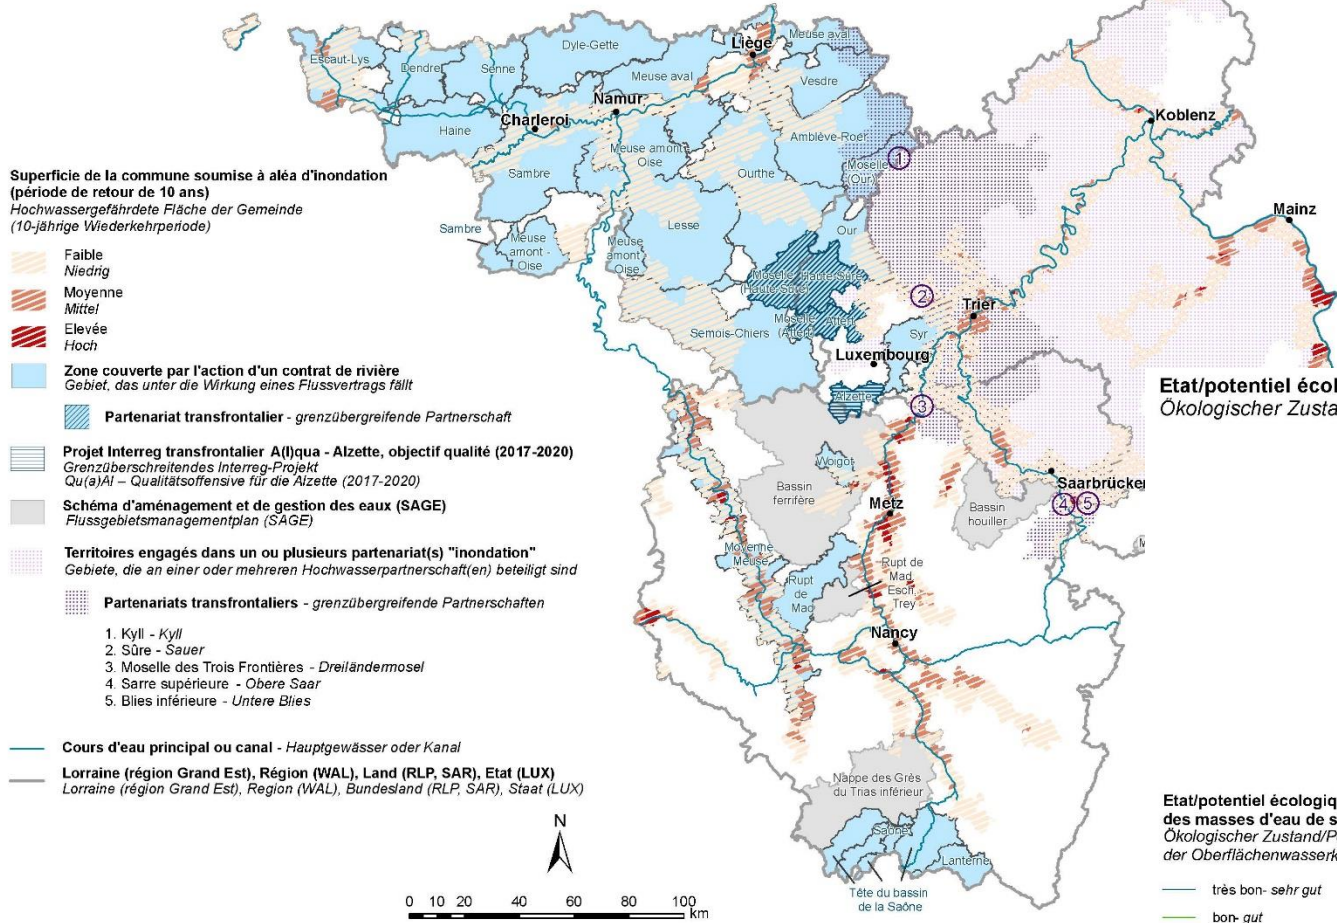 Superficie de la commune soumise à aléa d'inondation
(période de retour de 10 ans)
Hochwassergefährdete Fläche der Gemeinde
(10-jährige Wiederkehrperiode)
Faible
Niedrig
Moyenne
Mittel
Elevée
Hoch
Zone couverte par l'action d'un contrat de rivière
Gebiet, das unter die Wirkung eines Flussvertrags fällt
Partenariat transfrontalier - grenzübergreifende Partnerschaft
Projet Interreg transfrontalier A(l)qua - Alzette, objectif qualité (2017-2020)
Grenzüberschreitendes Interreg-Projekt
Qu(a)Al – Qualitätsoffensive für die Alzette (2017-2020)
Schéma d'aménagement et de gestion des eaux (SAGE)
Flussgebietsmanagementplan (SAGE)
Territoires engagés dans un ou plusieurs partenariat(s) "inondation"
Gebiete, die an einer oder mehreren Hochwasserpartnerschaft(en) beteiligt sind
Partenariats transfrontaliers - grenzübergreifende Partnerschaften
1. Kyll - Kyll
2. Sûre - Sauer
3. Moselle des Trois Frontières - Dreiländermosel
4. Sarre supérieure - Obere Saar
5. Blies inférieure - Untere Blies
Cours d'eau principal ou canal - Hauptgewässer oder Kanal
Lorraine (région Grand Est), Région (WAL), Land (RLP, SAR), Etat (LUX)
Lorraine (région Grand Est), Region (WAL), Bundesland (RLP, SAR), Staat (LUX)
N
0 10 20 40 60 80 100
km
Escaut-Lys
Dendre
Senne
Dyle-Gette
Liège
Meuse aval
Meuse aval
Vesdre
Namur
Charleroi
Haine
Amblève-Roer
Koblenz
Meuse amont
Oise
Moselle
(Our)
1
Sambre
Ourthe
Mainz
Sambre
Lesse
Our
Meuse
amont -
Oise
Meuse
amont
Oise
Moselle
(Haute-Sûre)
Haute-Sûre
2
Trier
Semois-Chiers
Moselle
(Attert)
Attert
Syr
Luxembourg
Alzette
3
Etat/potentiel écol
Ökologischer Zusta
Woigot
Bassin
ferrifère
Saarbrücken
Metz
Bassin
houiller
4
5
M
Moyenne
Meuse
Rupt
de
Mad
Rupt de
Mad
Esch
Trey
Nancy
Nappe des Grès
du Trias inférieur
Saône
Lanterne
Tête du bassin
de la Saône
Etat/potentiel écologiq
des masses d'eau de s
Ökologischer Zustand/P
der Oberflächenwasserk
très bon- sehr gut
bon- gut